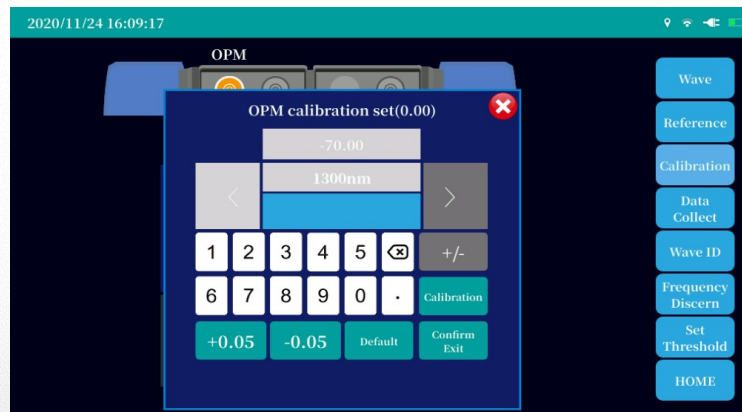 2020/11/24 16:09:17
OPM
OPM calibration set(0.00)
-70.00
1300nm
1 2 3 4 5 +/-
6 7 8 9 0 . Calibration
+0.05 -0.05 Default Confirm
Exit
Wave
Reference
Calibration
Data
Collect
Wave ID
Frequency
Discern
Set
Threshold
HOME